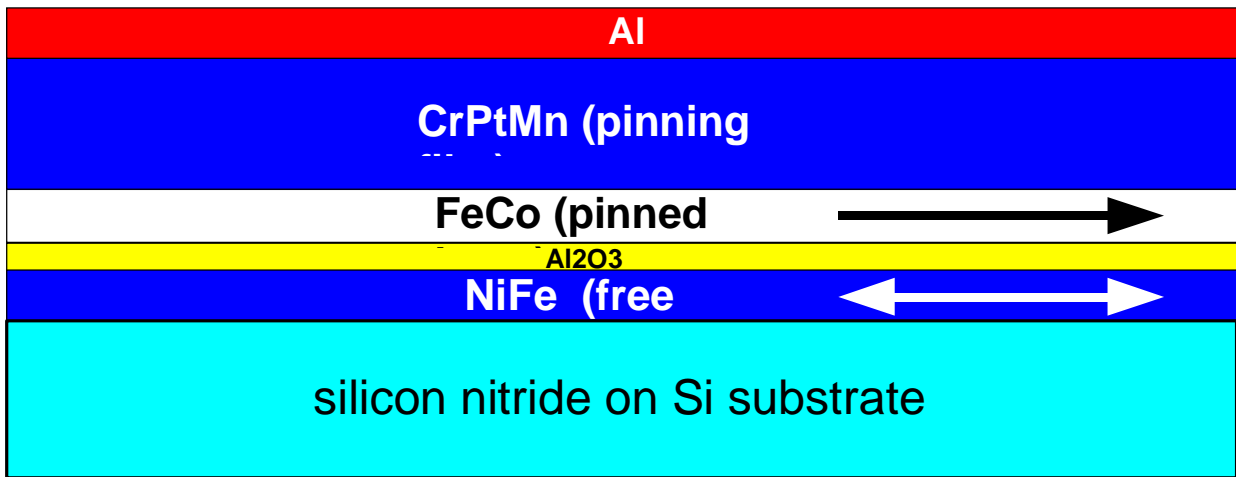 Al
CrPtMn (pinning
FeCo (pinned
Al2O3
NiFe (free
silicon nitride on Si substrate